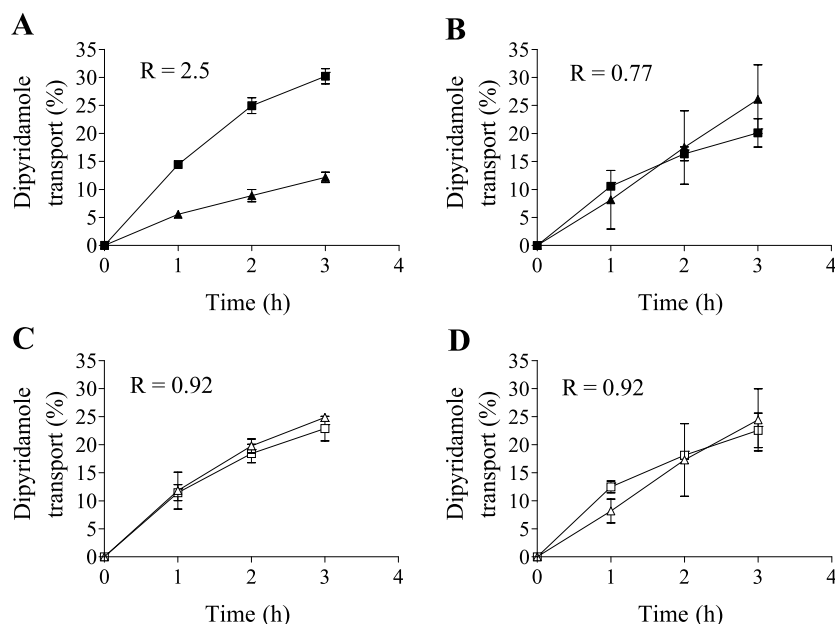 A
Dipyridamole
transport (%)
35
30
25
20
15
10
5
0
R = 2.5
0 1 2 3 4
Time (h)
B
Dipyridamole
transport (%)
35
30
25
20
15
10
5
0
R = 0.77
0 1 2 3 4
Time (h)
C
Dipyridamole
transport (%)
35
30
25
20
15
10
5
0
R = 0.92
0 1 2 3 4
Time (h)
D
Dipyridamole
transport (%)
35
30
25
20
15
10
5
0
R = 0.92
0 1 2 3 4
Time (h)